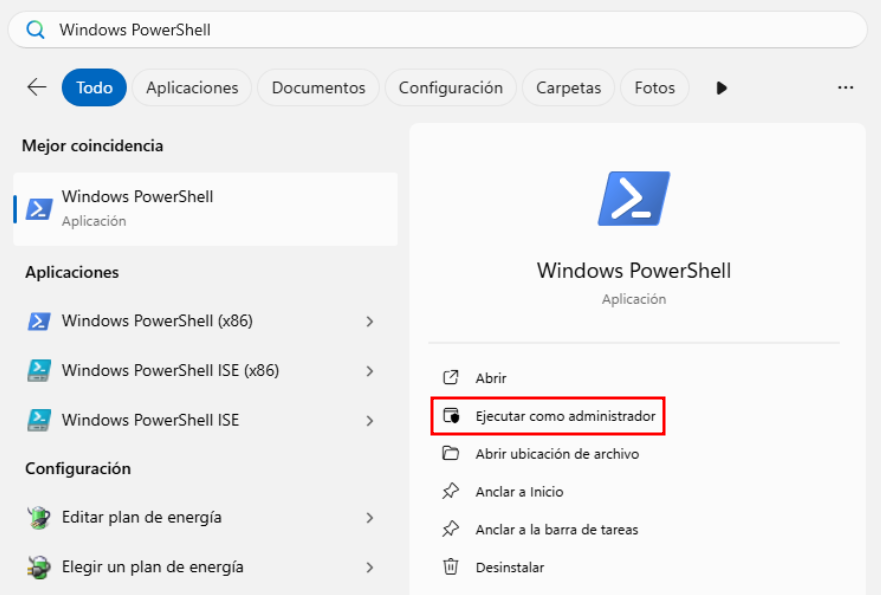 Windows PowerShell
Todo
Aplicaciones
Documentos
Configuración
Carpetas
Fotos
...
Mejor coincidencia
Windows PowerShell
Aplicación
Aplicaciones
Windows PowerShell (x86)
Windows PowerShell ISE (x86)
Windows PowerShell ISE
Configuración
Editar plan de energía
Elegir un plan de energía
Windows PowerShell
Aplicación
Abrir
Ejecutar como administrador
Abrir ubicación de archivo
Anclar a Inicio
Anclar a la barra de tareas
Desinstalar